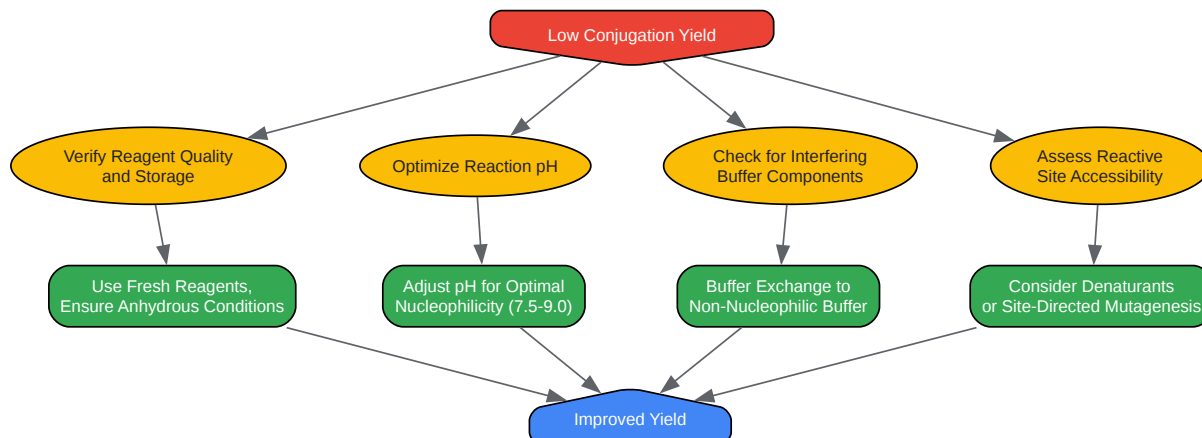 Low Conjugation Yield
Verify Reagent Quality
and Storage
Optimize Reaction pH
Check for Interfering
Buffer Components
Assess Reactive
Site Accessibility
Use Fresh Reagents,
Ensure Anhydrous Conditions
Adjust pH for Optimal
Nucleophilicity (7.5-9.0)
Buffer Exchange to
Non-Nucleophilic Buffer
Consider Denaturants
or Site-Directed Mutagenesis
Improved Yield